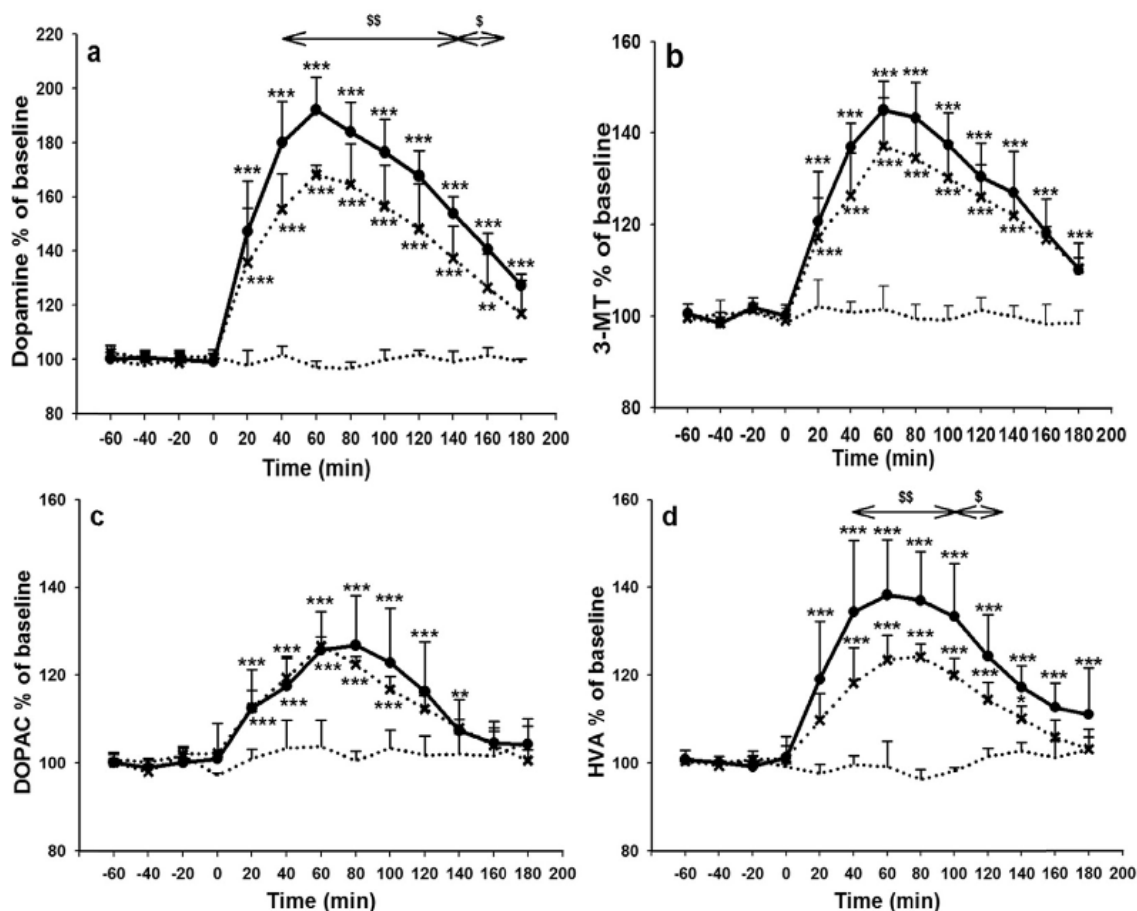 $$ $
a
220
200
180
160
140
120
100
80
Dopamine % of baseline
*** *** *** *** *** *** *** *** ***
*** *** *** *** *** *** *** **
-60 -40 -20 0 20 40 60 80 100 120 140 160 180 200
Time (min)
b
160
140
120
100
80
3-MT % of baseline
*** *** *** *** *** *** *** *** ***
*** *** *** *** *** *** ***
-60 -40 -20 0 20 40 60 80 100 120 140 160 180 200
Time (min)
c
160
140
120
100
80
DOPAC % of baseline
*** *** *** *** *** *** **
*** *** *** *** ***
-60 -40 -20 0 20 40 60 80 100 120 140 160 180 200
Time (min)
$$ $
d
160
140
120
100
80
HVA % of baseline
*** *** *** *** *** *** **
*** *** *** *** *** *
-60 -40 -20 0 20 40 60 80 100 120 140 160 180 200
Time (min)